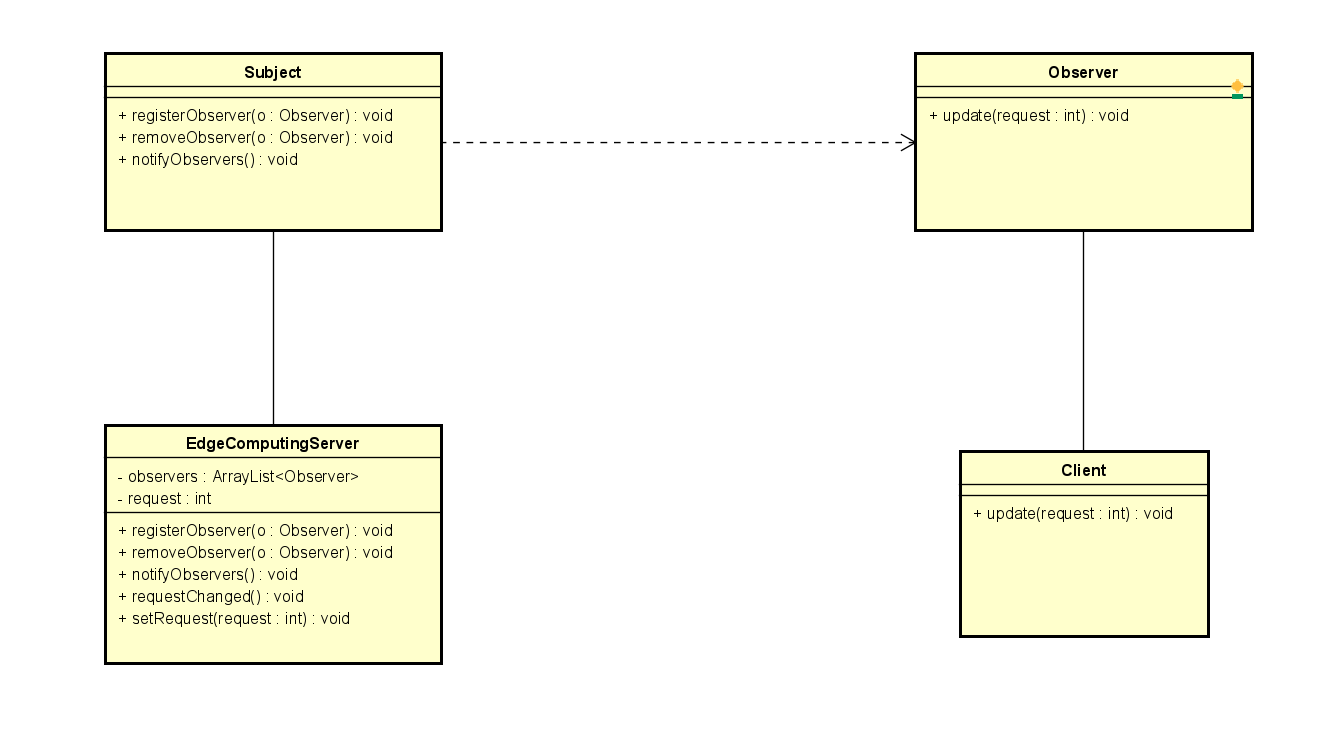 Subject
+ registerObserver(o : Observer) : void
+ removeObserver(o : Observer) : void
+ notifyObservers() : void
Observer
+ update(request : int) : void
EdgeComputingServer
- observers : ArrayList<Observer>
- request : int
+ registerObserver(o : Observer) : void
+ removeObserver(o : Observer) : void
+ notifyObservers() : void
+ requestChanged() : void
+ setRequest(request : int) : void
Client
+ update(request : int) : void